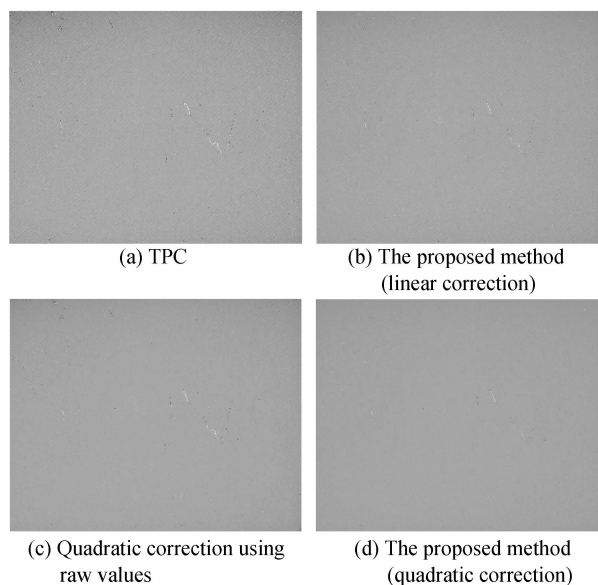 (a) TPC
(b) The proposed method
(linear correction)
(c) Quadratic correction using
raw values
(d) The proposed method
(quadratic correction)